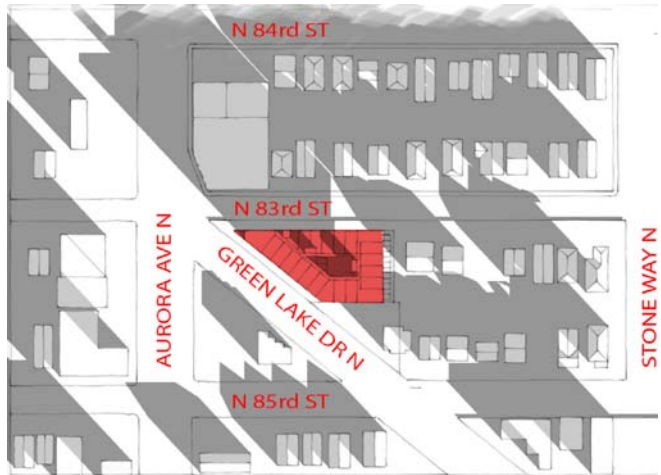 N 84rd ST
N 83rd ST
AURORA AVE N
GREEN LAKE DR N
STONE WAY N
N 85rd ST